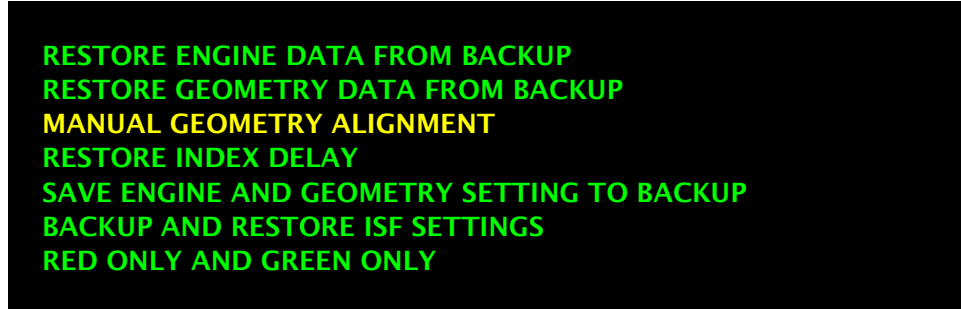 RESTORE ENGINE DATA FROM BACKUP
RESTORE GEOMETRY DATA FROM BACKUP
MANUAL GEOMETRY ALIGNMENT
RESTORE INDEX DELAY
SAVE ENGINE AND GEOMETRY SETTING TO BACKUP
BACKUP AND RESTORE ISF SETTINGS
RED ONLY AND GREEN ONLY